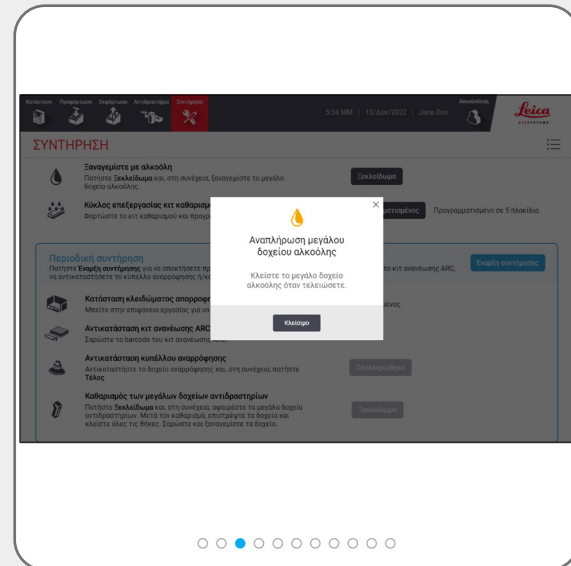 Κατάσταση Προφόρτωση Εκφόρτωση Αντιδραστήρια Συντήρηση
5:34 MM | 13/Δεκ/2022 | Jane Doe
Αποσύνδεση
Leica
BIOSYSTEMS
ΣΥΝΤΗΡΗΣΗ
Ξαναγεμίστε με αλκοόλη
Πατήστε Ξεκλείδωμα και, στη συνέχεια, ξαναγεμίστε το μεγάλο
δοχείο αλκοόλης.
Ξεκλείδωμα
Κύκλος επεξεργασίας κιτ καθαρισμ
Φορτώστε το κιτ καθαρισμού και προγρ
ματισμένος
Προγραμματισμένο σε 5 πλακίδια
Αναπλήρωση μεγάλου
δοχείου αλκοόλης
Κλείστε το μεγάλο δοχείο
αλκοόλης όταν τελειώσετε.
Κλείσιμο
Περιοδική συντήρηση
Πατήστε Έναρξη συντήρησης για να αποκτήσετε πρ
το κιτ ανανέωσης ARC,
να αντικαταστήσετε το κύπελλο αναρρόφησης ή/κ
Έναρξη συντήρησης
Κατάσταση κλειδώματος απορροφ
Μπείτε στην επιφάνεια εργασίας για να
μένος
Αντικατάσταση κιτ ανανέωσης ARC
Σαρώστε το barcode του κιτ ανανέωσης ARC.
Αντικατάσταση κυπέλλου αναρρόφησης
Αντικαταστήστε το δοχείο αναρρόφησης και, στη συνέχεια, πατήστε
Τέλος
Ολοκληρώθηκε
Καθαρισμός των μεγάλων δοχείων αντιδραστηρίων
Πατήστε Ξεκλείδωμα και, στη συνέχεια, αφαιρέστε τα μεγάλα δοχεία
αντιδραστηρίων. Μετά τον καθαρισμό, επιστρέψτε τα δοχεία και
κλείστε όλες τις θήκες. Σαρώστε και ξαναγεμίστε τα δοχεία.
Ξεκλείδωμα